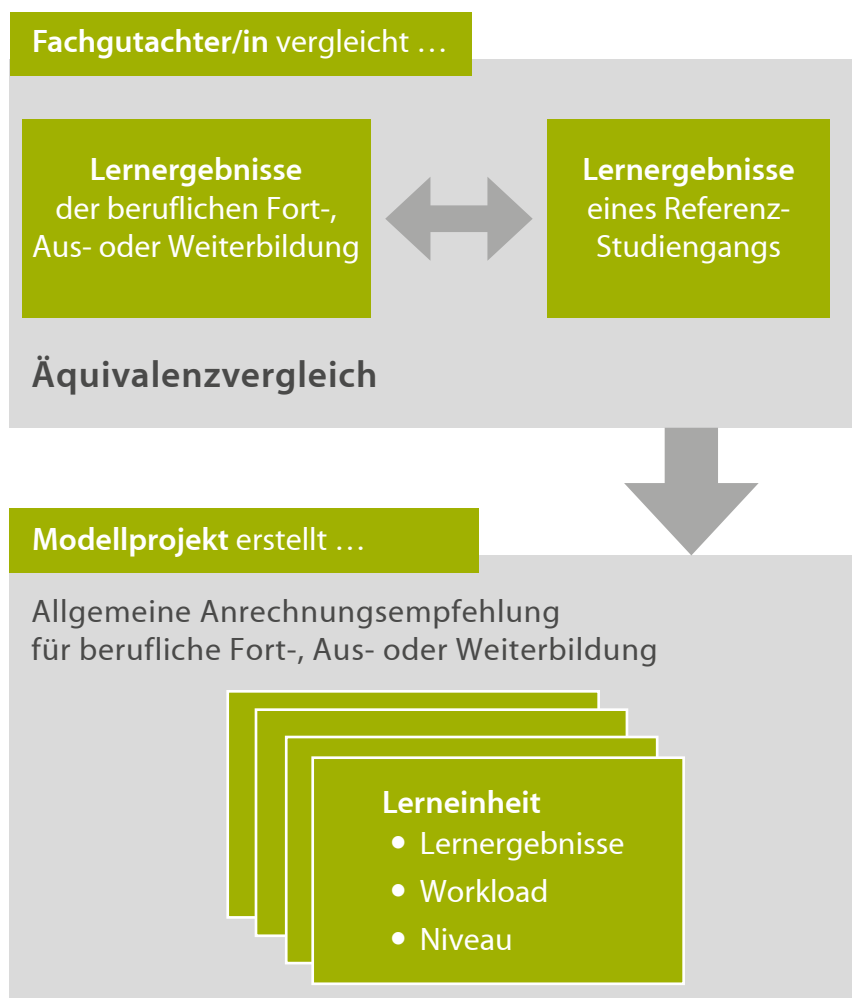 Fachgutachter/in vergleicht …
Lernergebnisse
der beruflichen Fort-,
Aus- oder Weiterbildung
Lernergebnisse
eines Referenz-
Studiengangs
Äquivalenzvergleich
Modellprojekt erstellt …
Allgemeine Anrechnungsempfehlung
für berufliche Fort-, Aus- oder Weiterbildung
Lerneinheit
• Lernergebnisse
• Workload
• Niveau